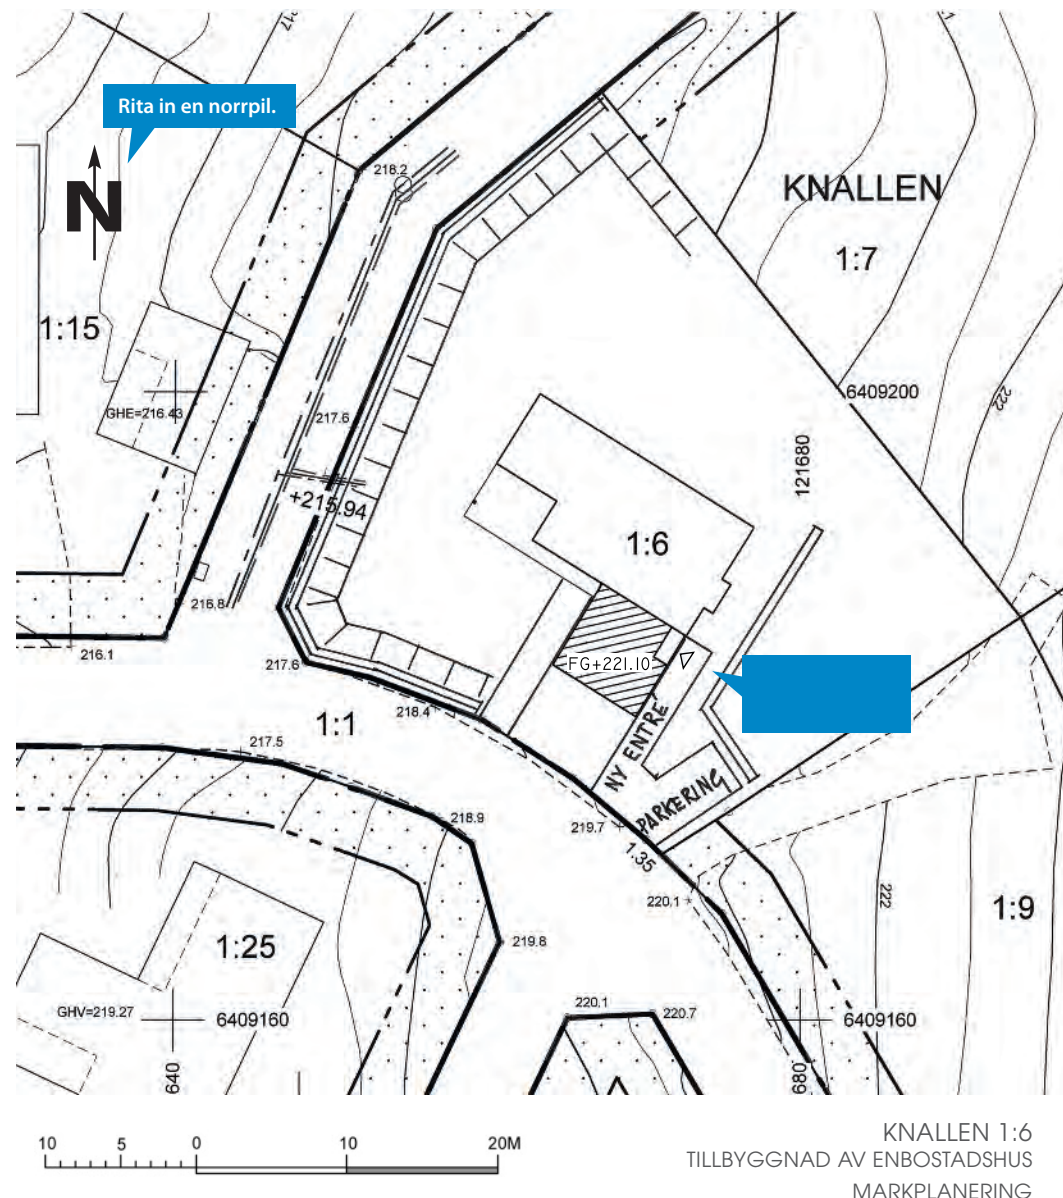 217
Rita in en norrpil.
N
218.2
KNALLEN
1:7
1:15
GHE=216.43
217.6
6409200
222
121680
+215.94
1:6
216.8
216.1
217.6
FG+221.10
218.4
1:1
NY ENTRÉ
217.5
PARKERING
218.9
219.7
1.35
220.1
222
1:9
219.8
1:25
GHV=219.27
6409160
220.1
220.7
6409160
640
680
10 5 0 10 20M
KNALLEN 1:6
TILLBYGGNAD AV ENBOSTADSHUS
MARKPLANERING